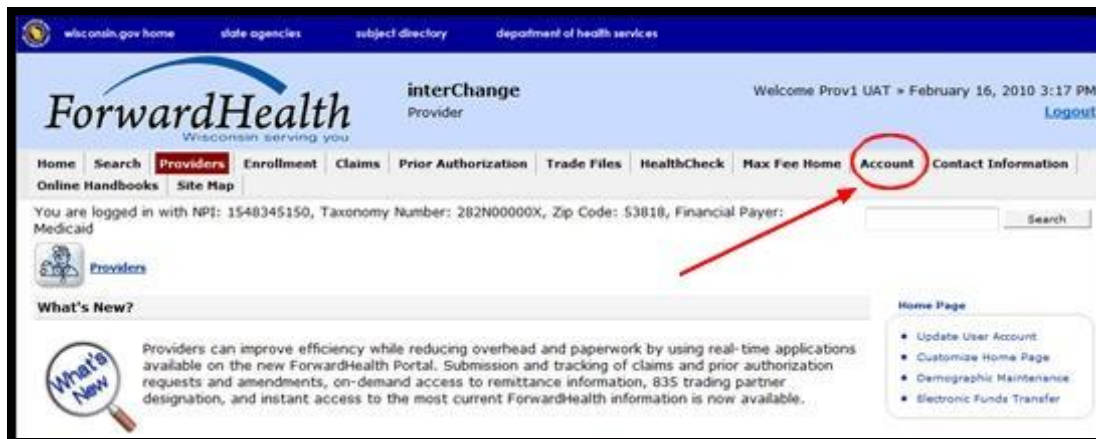 wisconsin.gov home state agencies subject directory department of health services
ForwardHealth
Wisconsin serving you
interChange
Provider
Welcome Prov1 UAT » February 16, 2010 3:17 PM
Logout
Home Search Providers Enrollment Claims Prior Authorization Trade Files HealthCheck Max Fee Home Account Contact Information
Online Handbooks Site Map
You are logged in with NPI: 1548345150, Taxonomy Number: 282N00000X, Zip Code: 53818, Financial Payer:
Medicaid
Search
Providers
What's New?
What's
New
Providers can improve efficiency while reducing overhead and paperwork by using real-time applications
available on the new ForwardHealth Portal. Submission and tracking of claims and prior authorization
requests and amendments, on-demand access to remittance information, 835 trading partner
designation, and instant access to the most current ForwardHealth information is now available.
Home Page
Update User Account
Customize Home Page
Demographic Maintenance
Electronic Funds Transfer